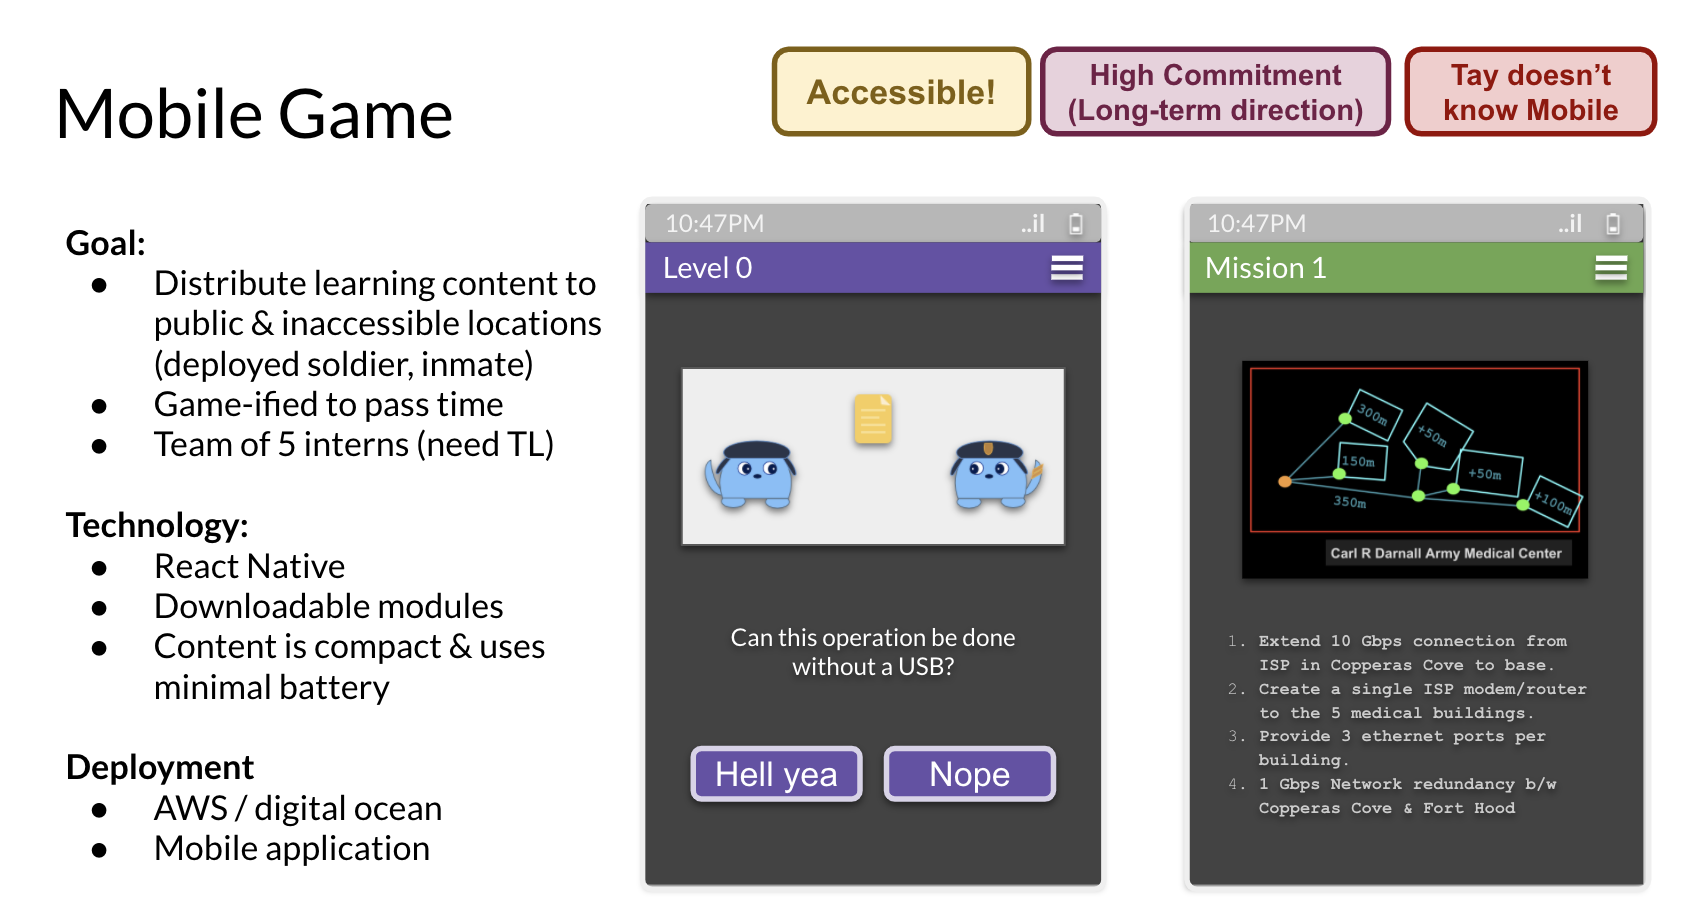 Mobile Game
Accessible!
High Commitment
(Long-term direction)
Tay doesn't
know Mobile
Goal:
● Distribute learning content to
public & inaccessible locations
(deployed soldier, inmate)
● Game-ified to pass time
● Team of 5 interns (need TL)
Technology:
● React Native
● Downloadable modules
● Content is compact & uses
minimal battery
Deployment
● AWS / digital ocean
● Mobile application
10:47PM ..il
Level 0
Can this operation be done
without a USB?
Hell yea
Nope
10:47PM ..il
Mission 1
300m
+50m
150m
+50m
+100m
350m
Carl R Darnall Army Medical Center
1. Extend 10 Gbps connection from
ISP in Copperas Cove to base.
2. Create a single ISP modem/router
to the 5 medical buildings.
3. Provide 3 ethernet ports per
building.
4. 1 Gbps Network redundancy b/w
Copperas Cove & Fort Hood